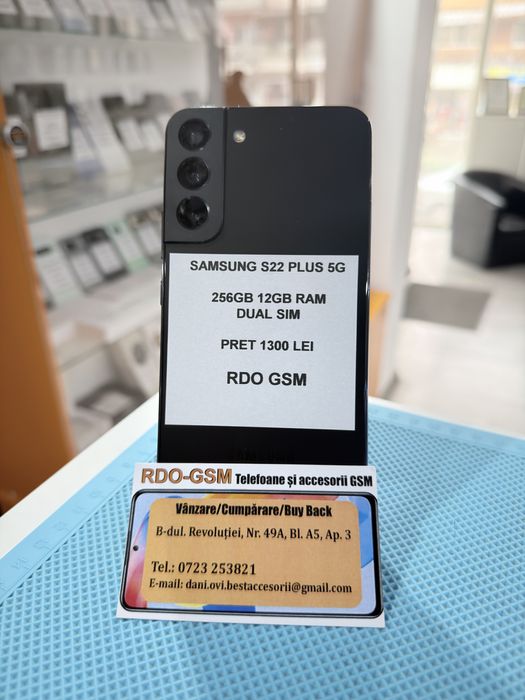 SAMSUNG S22 PLUS 5G
256GB 12GB RAM
DUAL SIM
PRET 1300 LEI
RDO GSM
RDO-GSM Telefoane și accesorii GSM
Vânzare/Cumpărare/Buy Back
B-dul. Revoluției, Nr. 49A, Bl. A5, Ap. 3
Tel.: 0723 253821
E-mail: dani.ovi.bestaccesorii@gmail.com